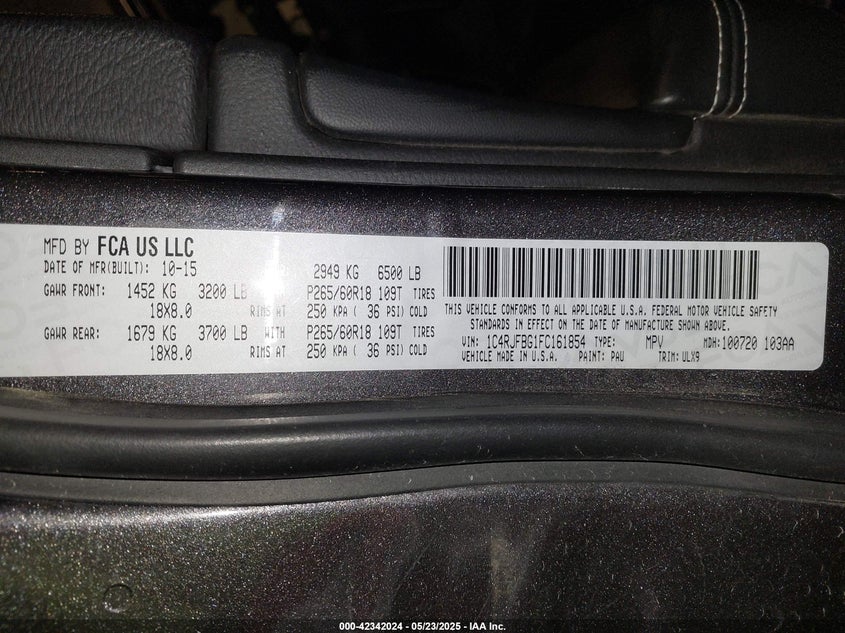 MFD BY FCA US LLC
DATE OF MFR(BUILT): 10-15 2949 KG 6500 LB
GAWR FRONT: 1452 KG 3200 LB P265/60R18 109T TIRES
18X8.0 RIMS AT 250 KPA ( 36 PSI) COLD
GAWR REAR: 1679 KG 3700 LB WITH P265/60R18 109T TIRES
18X8.0 RIMS AT 250 KPA ( 36 PSI) COLD
THIS VEHICLE CONFORMS TO ALL APPLICABLE U.S.A. FEDERAL MOTOR VEHICLE SAFETY
STANDARDS IN EFFECT ON THE DATE OF MANUFACTURE SHOWN ABOVE.
VIN: 1C4RJFBG1FC161854 TYPE: MPV MDH: 100720 103AA
VEHICLE MADE IN U.S.A. PAINT: PAU TRIM: ULX9
000-42342024 - 05/23/2025 - IAA Inc.